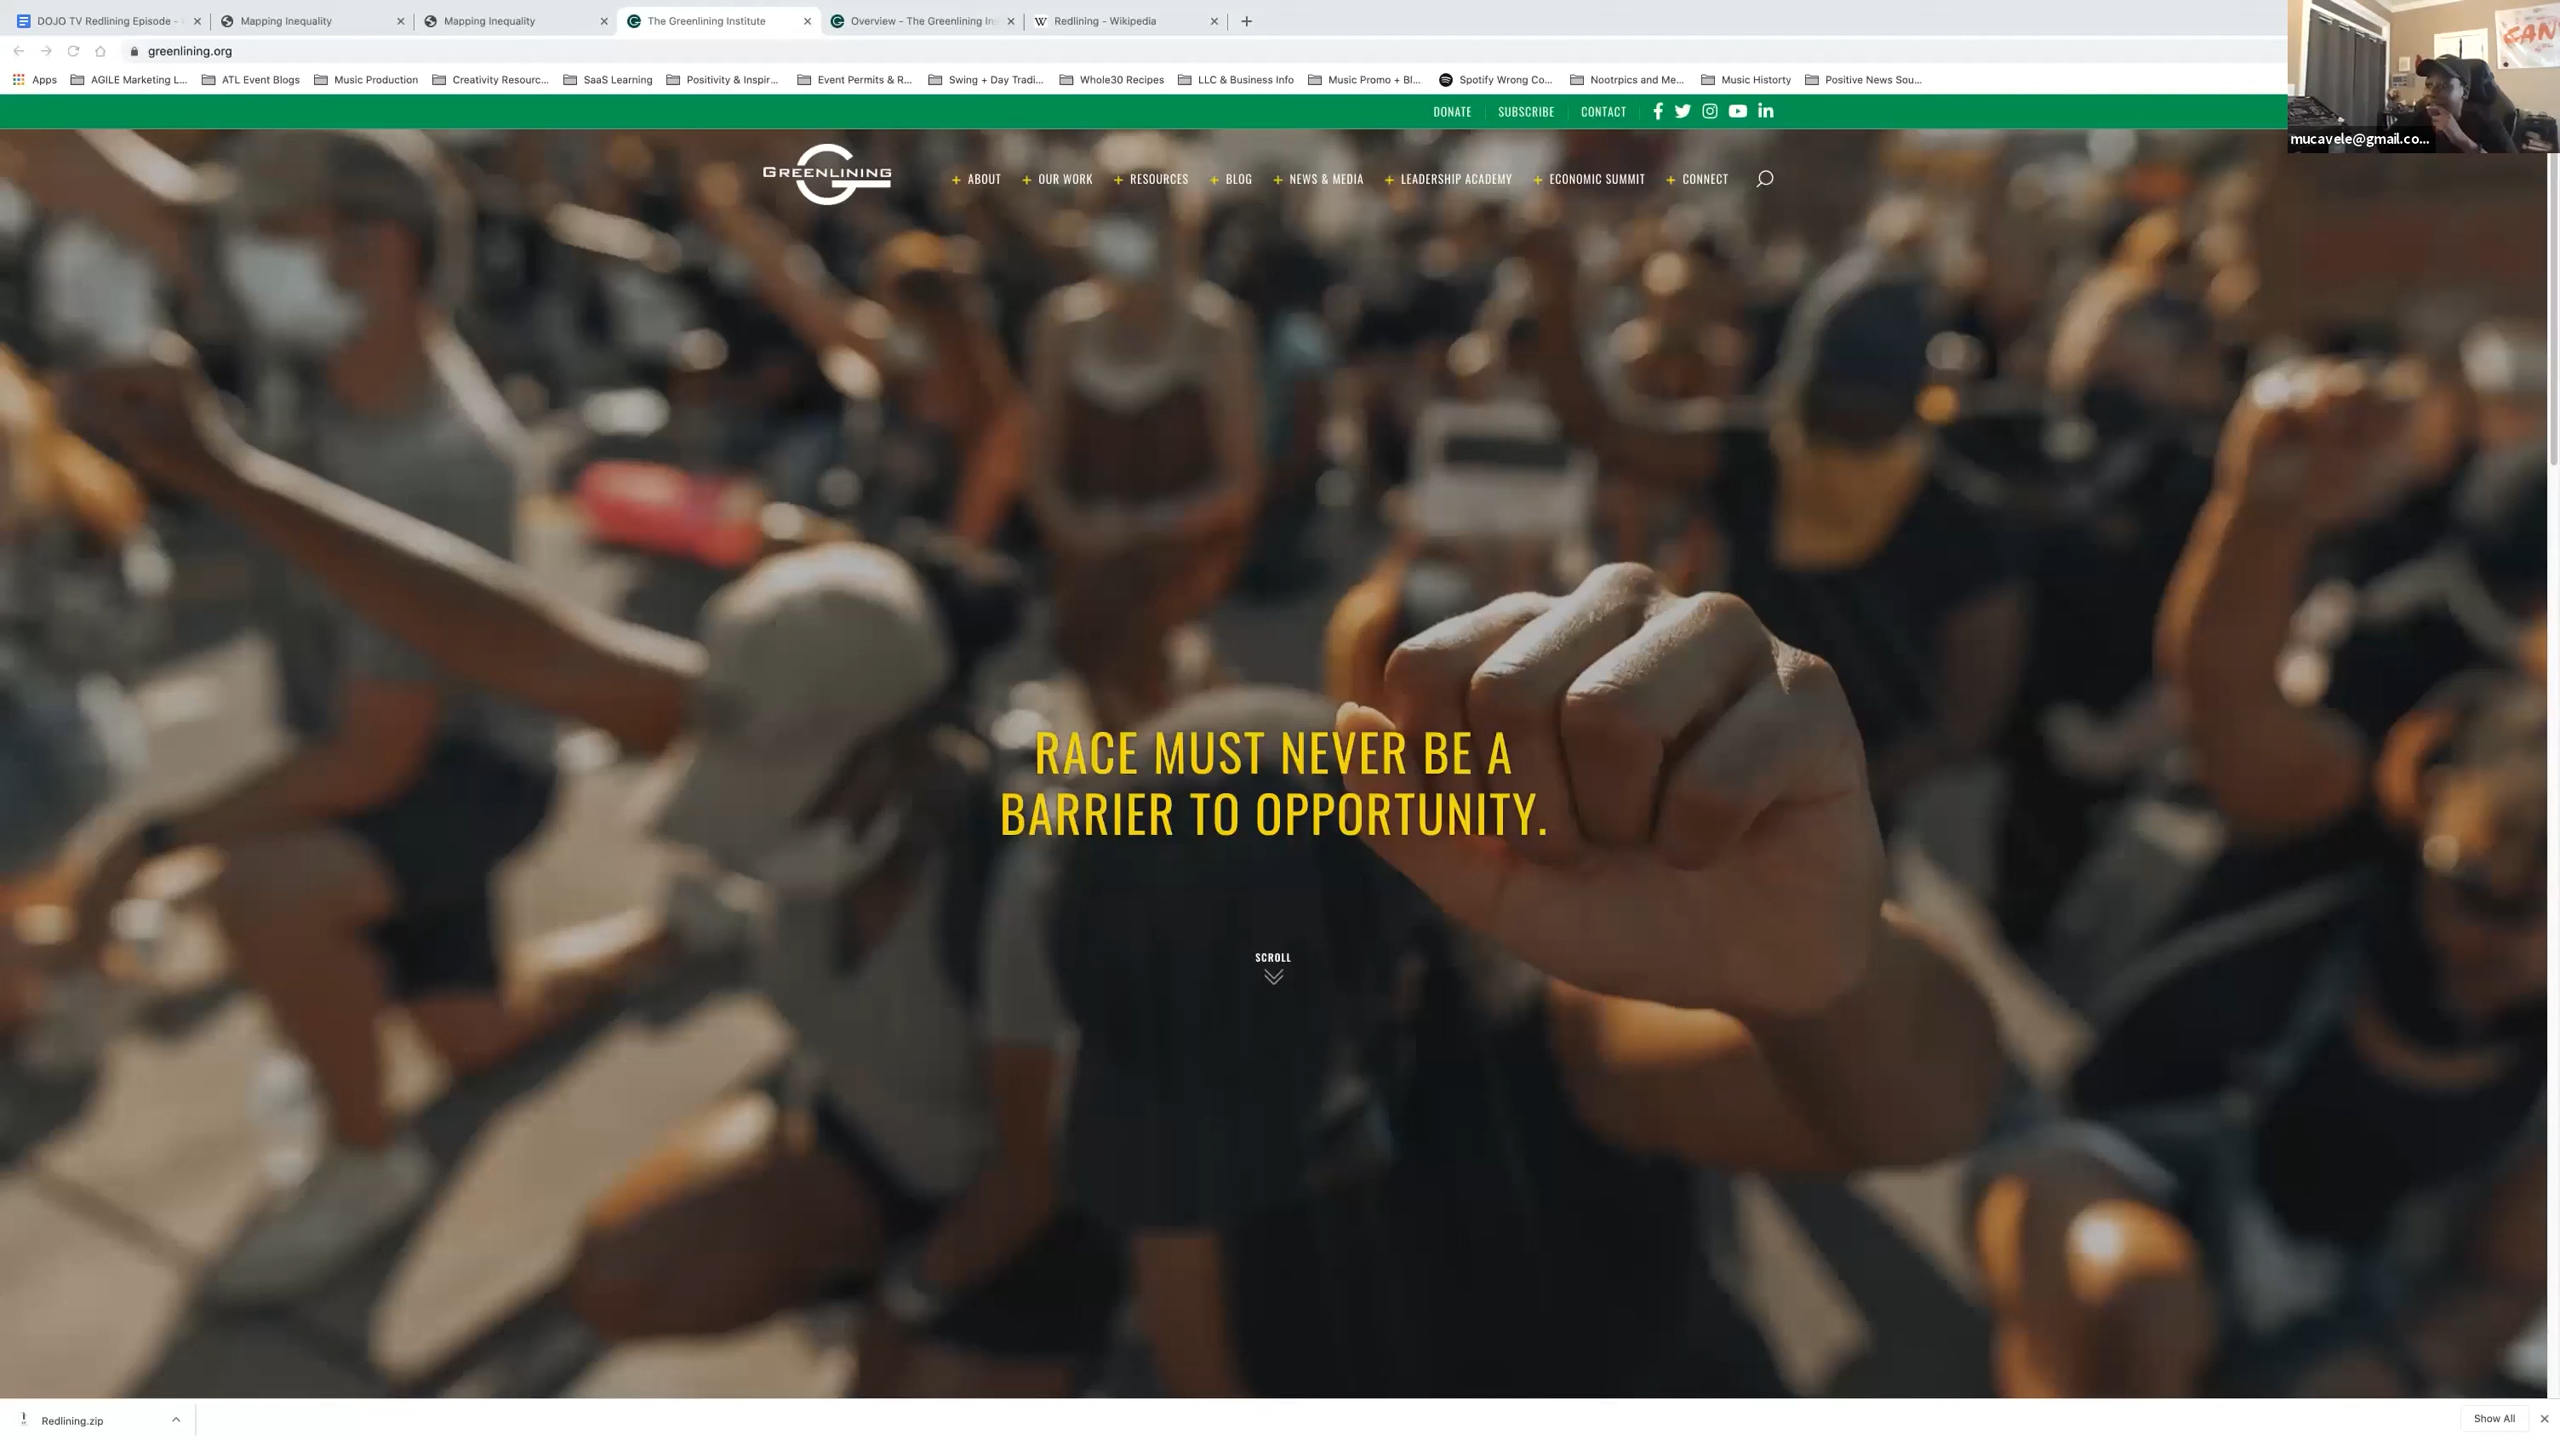 DOJO TV Redlining Episode -
Mapping Inequality
Mapping Inequality
The Greenlining Institute
Overview - The Greenlining Ins
Redlining - Wikipedia
greenlining.org
Apps
AGILE Marketing L...
ATL Event Blogs
Music Production
Creativity Resourc...
SaaS Learning
Positivity & Inspir...
Event Permits & R...
Swing + Day Tradi...
Whole30 Recipes
LLC & Business Info
Music Promo + Bl...
Spotify Wrong Co...
Nootrpics and Me...
Music Historty
Positive News Sou...
DONATE
SUBSCRIBE
CONTACT
mucavele@gmail.co...
GREENLINING
ABOUT
OUR WORK
RESOURCES
BLOG
NEWS & MEDIA
LEADERSHIP ACADEMY
ECONOMIC SUMMIT
CONNECT
RACE MUST NEVER BE A
BARRIER TO OPPORTUNITY.
SCROLL
Redlining.zip
Show All